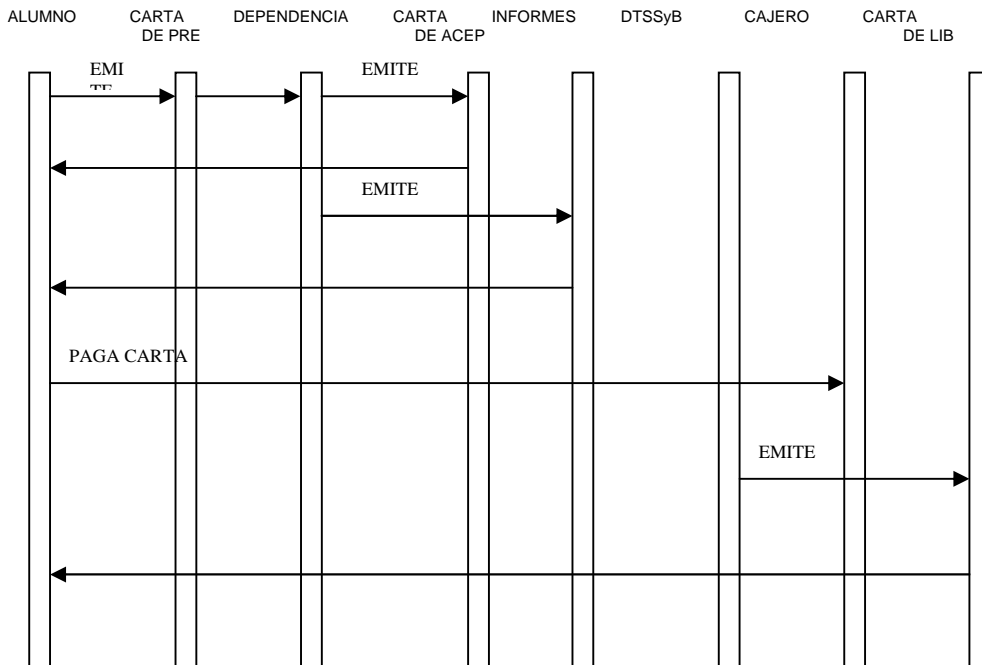 ALUMNO CARTA DEPENDENCIA CARTA INFORMES DTSSyB CAJERO CARTA
DE PRE DE ACEP DE LIB
EMI EMITE
TE
EMITE
PAGA CARTA
EMITE